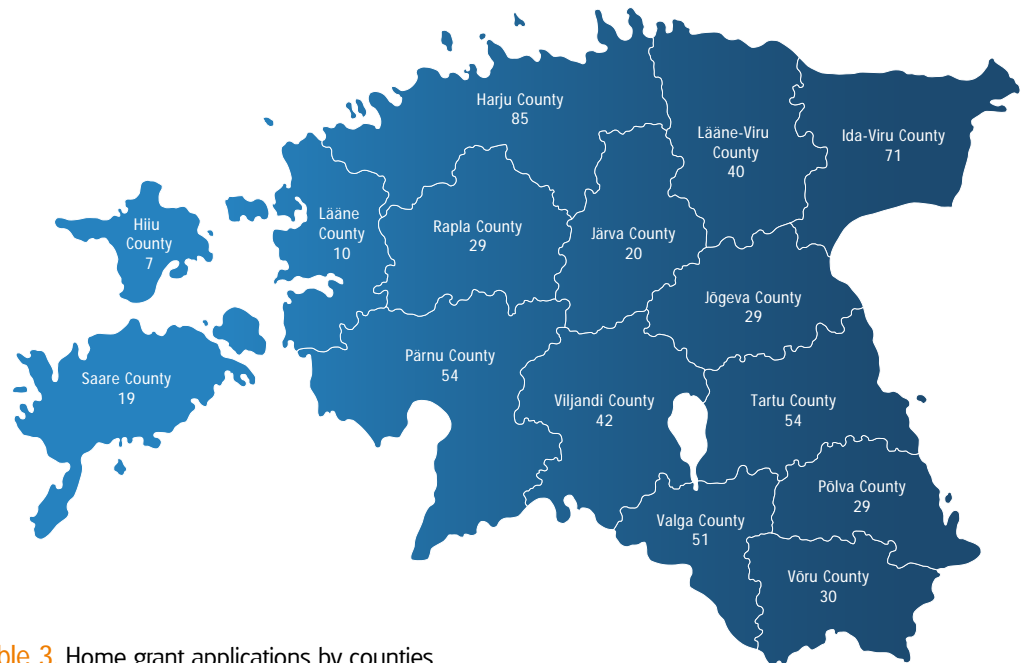 Harju County
85
Lääne-Viru
County
40
Ida-Viru County
71
Hiiu
County
7
Lääne
County
10
Rapla County
29
Järva County
20
Jõgeva County
29
Saare County
19
Pärnu County
54
Viljandi County
42
Tartu County
54
Põlva County
29
Valga County
51
Võru County
30
ble 3. Home grant applications by counties